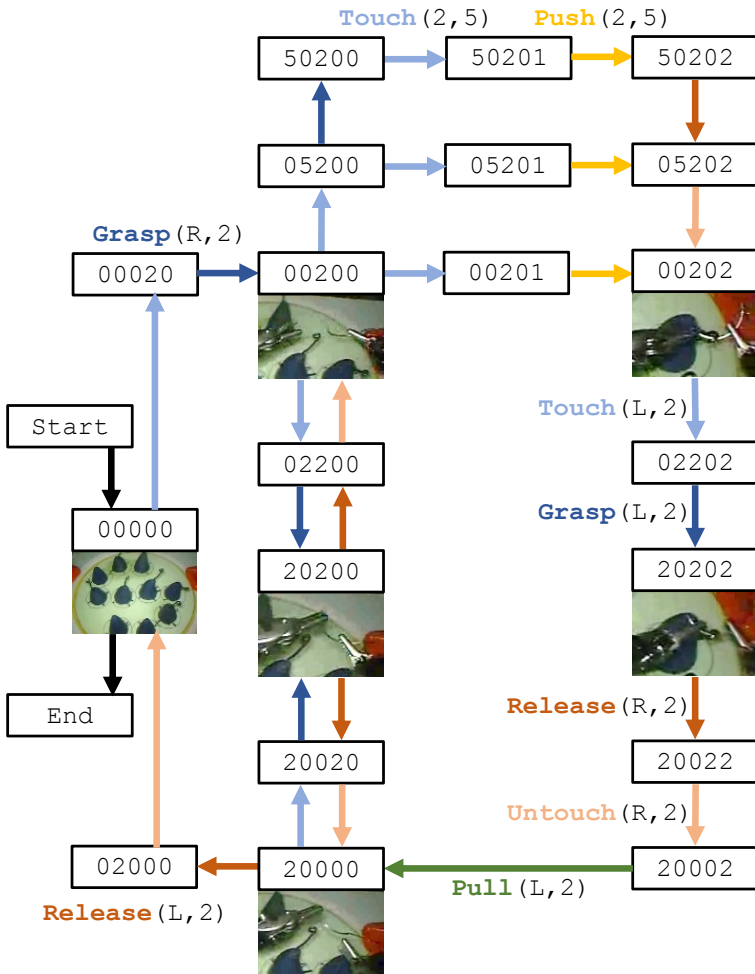 Touch(2,5) Push(2,5)
50200 50201 50202
05200 05201 05202
Grasp(R,2)
00020 00200 00201 00202
Touch(L,2)
Start
02200 02202
Grasp(L,2)
00000
20200 20202
End
Release(R,2)
20020 20022
Untouch(R,2)
02000 20000 20002
Pull(L,2)
Release(L,2)